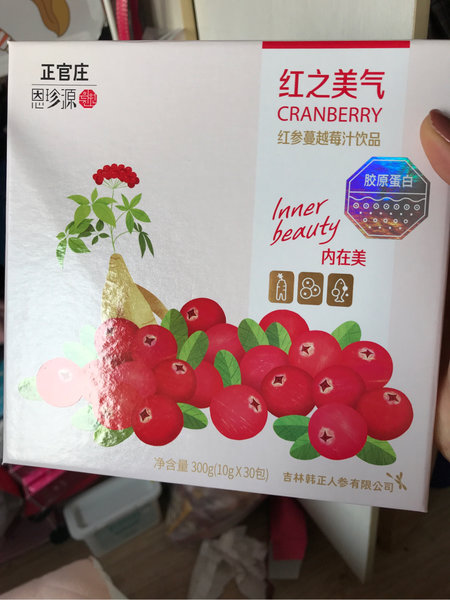 正官庄
恩珍源
红之美气
CRANBERRY
红参蔓越莓汁饮品
胶原蛋白
Inner
beauty
内在美
净含量 300g(10g X 30包)
吉林韩正人参有限公司